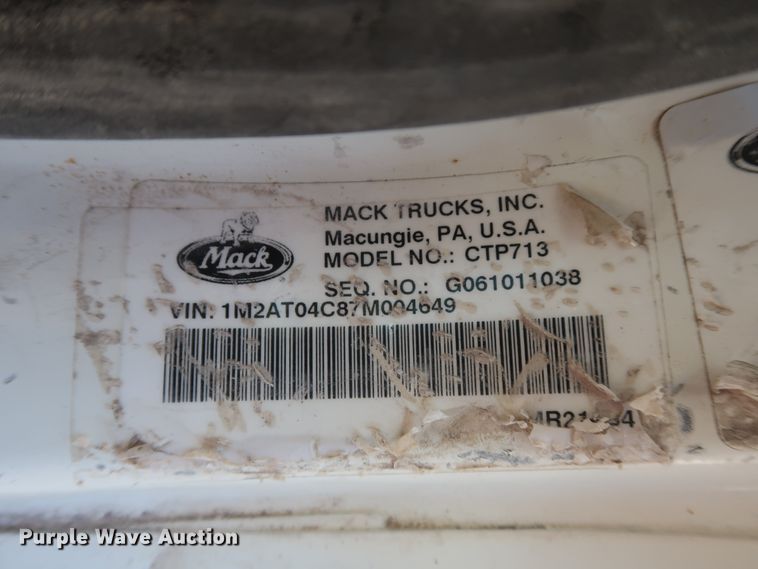 MACK TRUCKS, INC.
Macungie, PA, U.S.A.
MODEL NO.: CTP713
SEQ. NO.: G061011038
Mack
VIN: 1M2AT04C87M004649
Purple Wave Auction